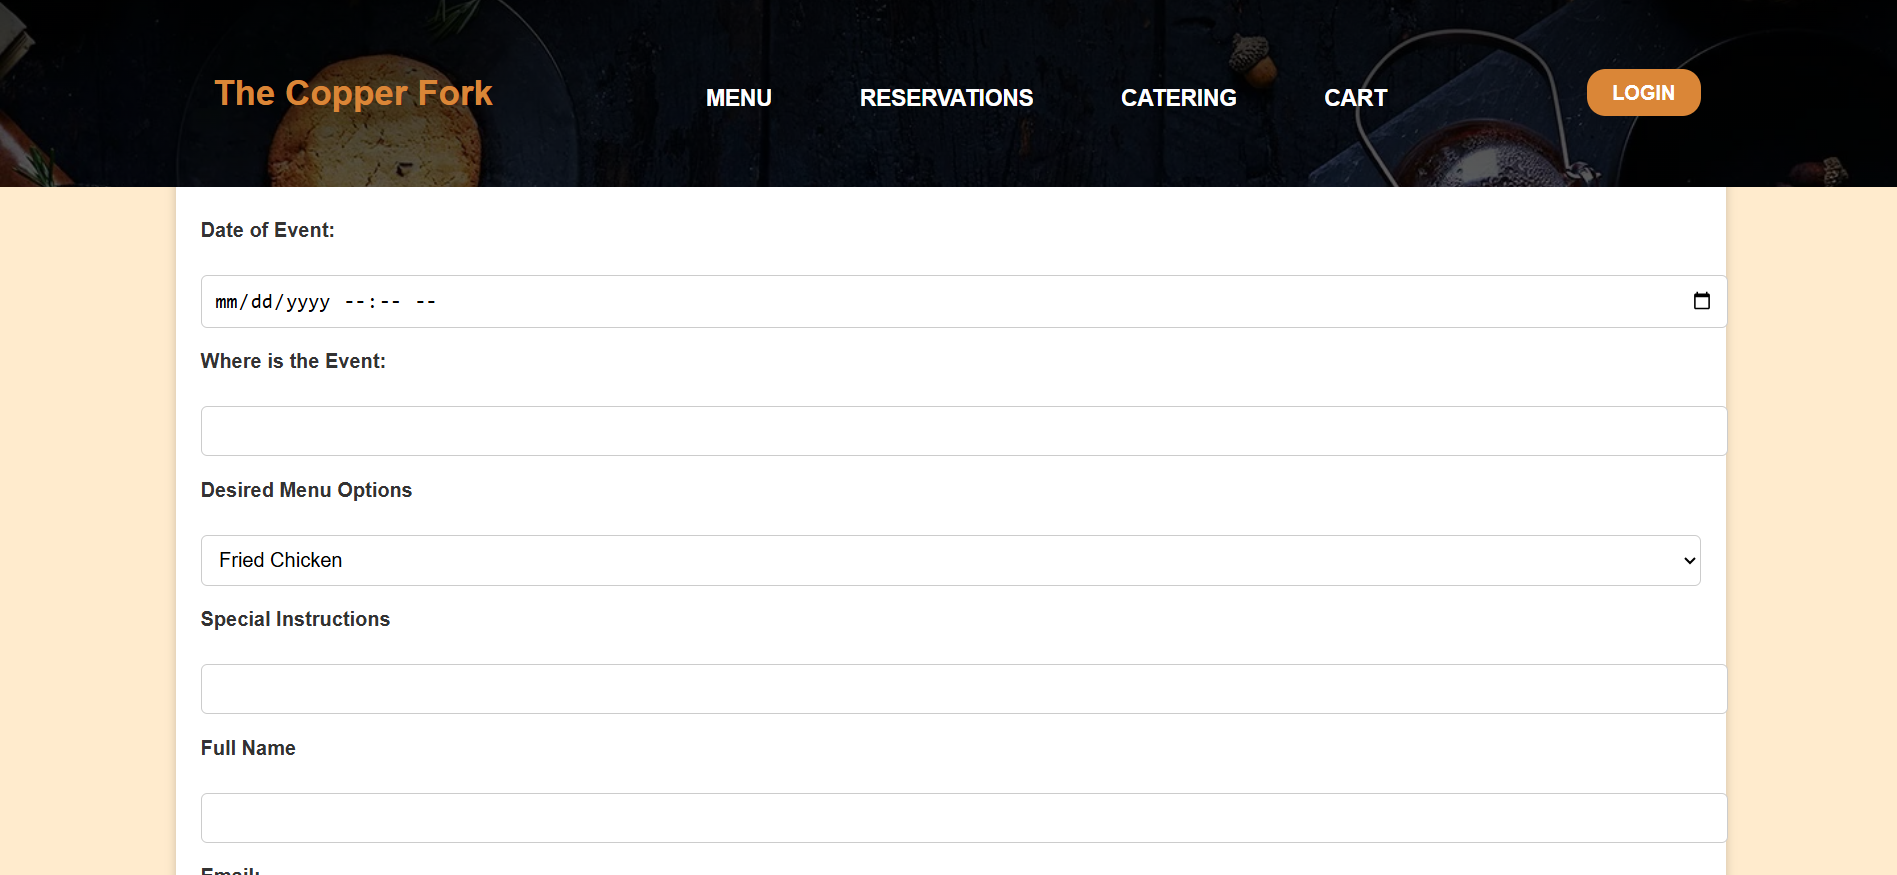 The Copper Fork
MENU
RESERVATIONS
CATERING
CART
LOGIN
Date of Event:
mm/dd/yyyy --:-- --
Where is the Event:
Desired Menu Options
Fried Chicken
Special Instructions
Full Name
Email: